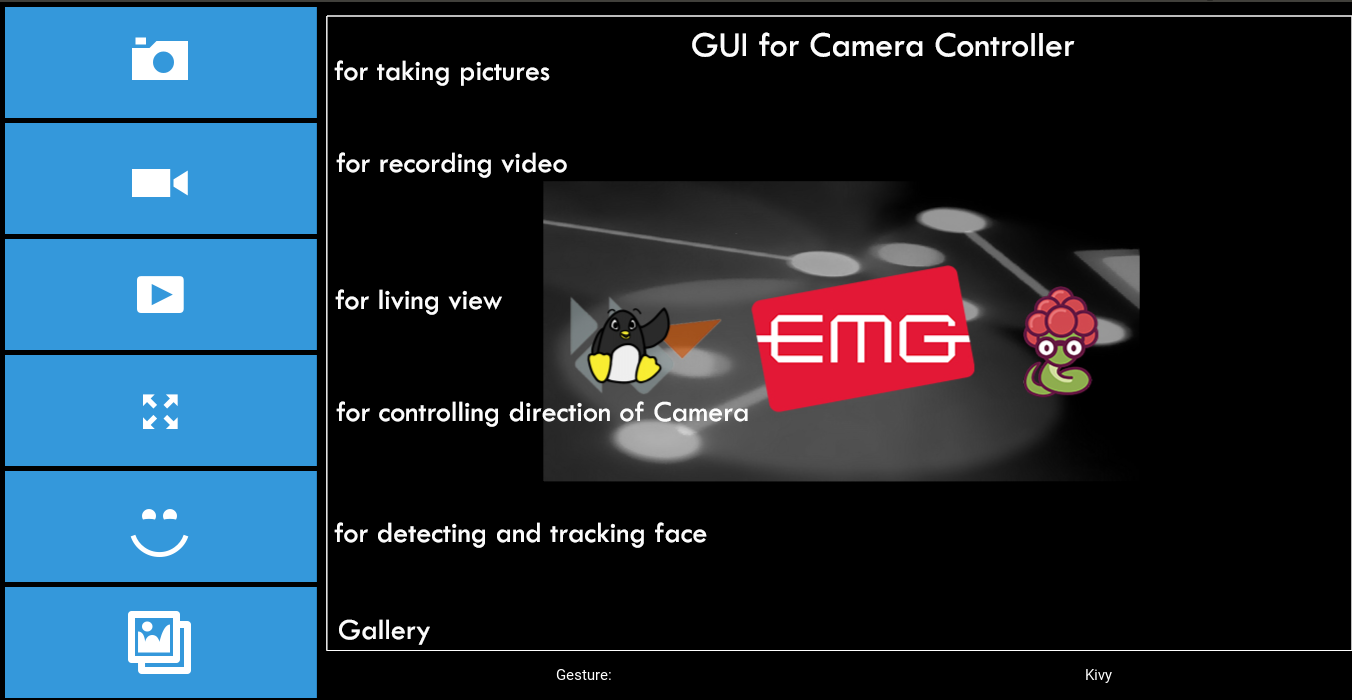 GUI for Camera Controller
for taking pictures
for recording video
for living view
EMG
for controlling direction of Camera
for detecting and tracking face
Gallery
Gesture:
Kivy